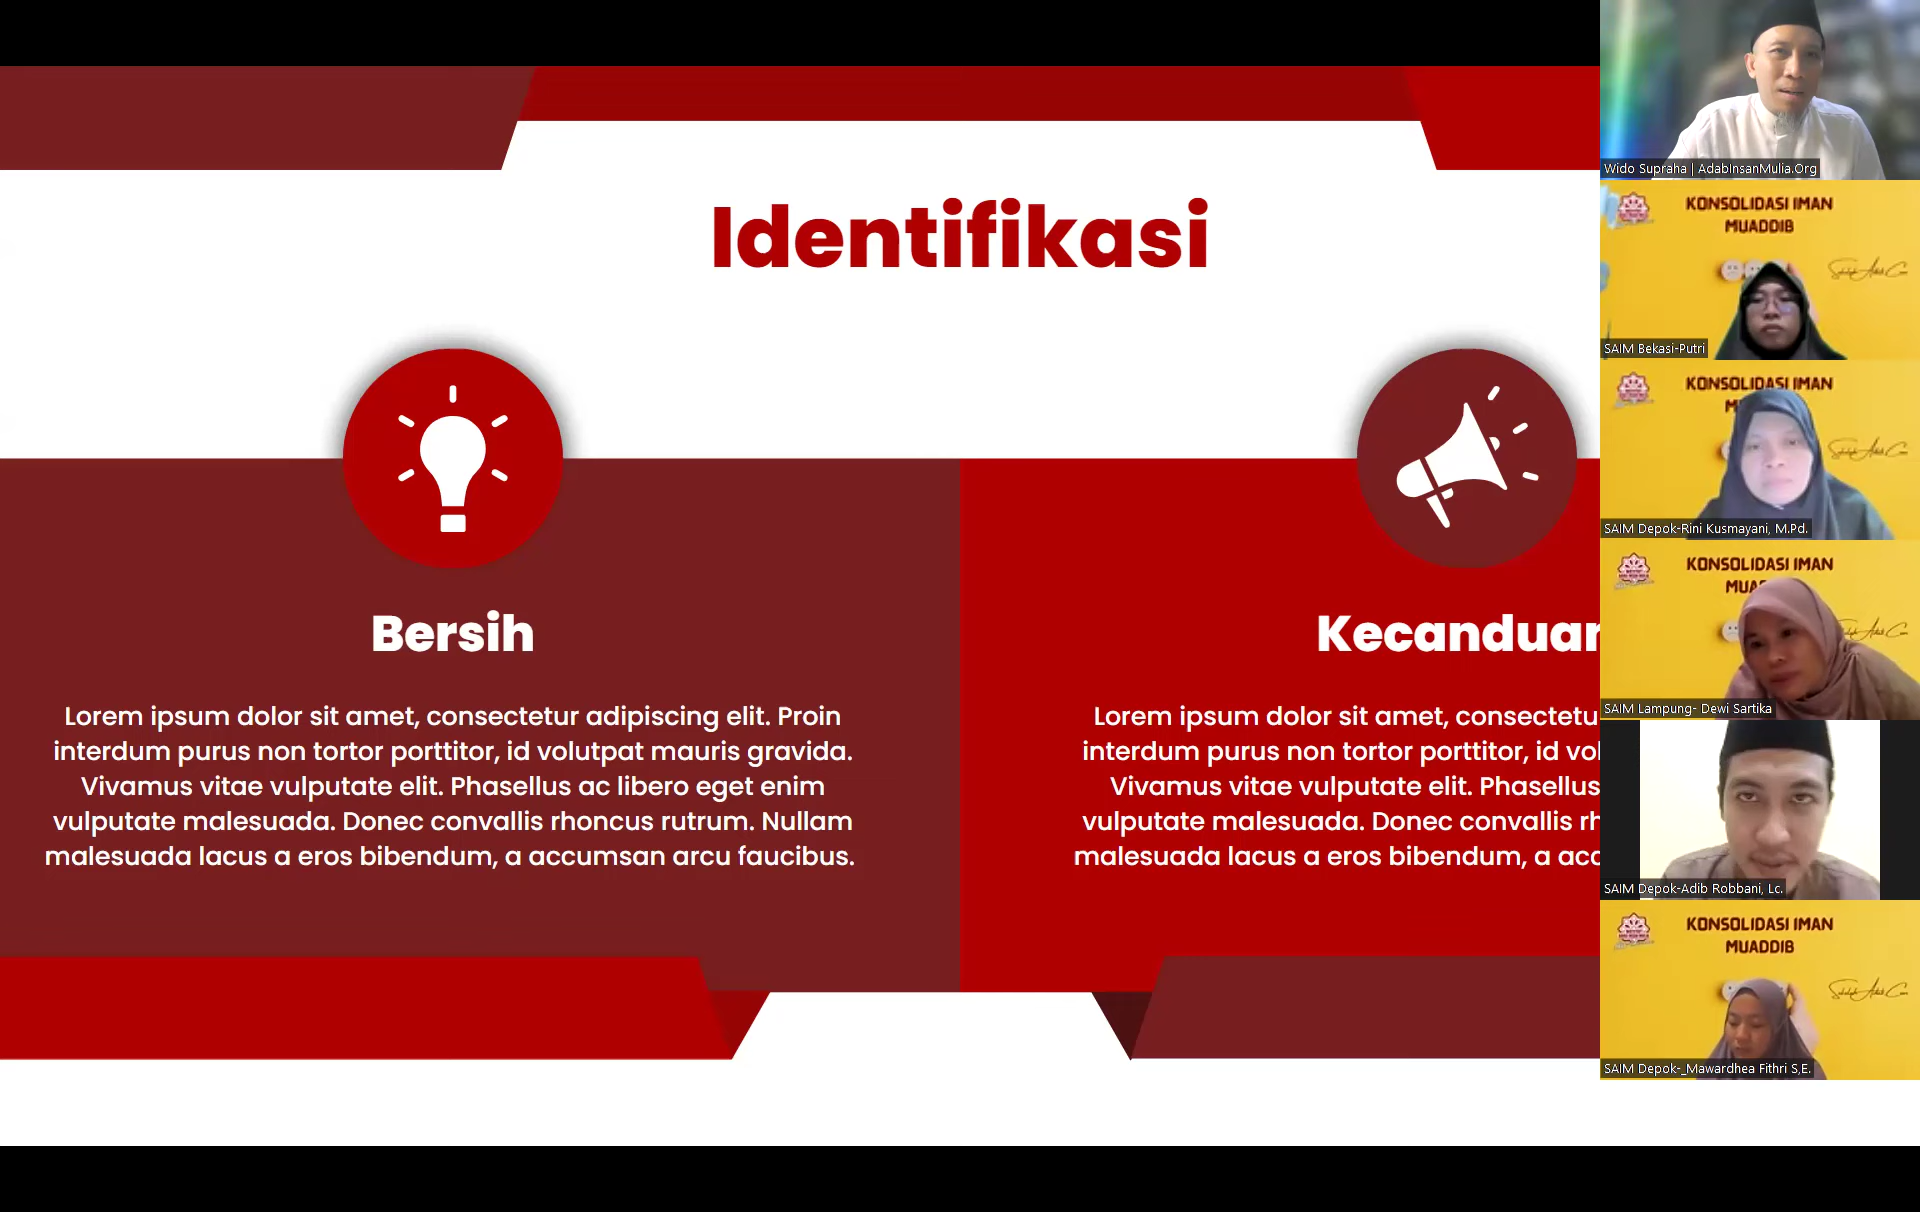 Identifikasi
Bersih
Lorem ipsum dolor sit amet, consectetur adipiscing elit. Proin
interdum purus non tortor porttitor, id volutpat mauris gravida.
Vivamus vitae vulputate elit. Phasellus ac libero eget enim
vulputate malesuada. Donec convallis rhoncus rutrum. Nullam
malesuada lacus a eros bibendum, a accumsan arcu faucibus.
Kecanduan
Lorem ipsum dolor sit amet, consectetu
interdum purus non tortor porttitor, id vol
Vivamus vitae vulputate elit. Phasellus
vulputate malesuada. Donec convallis rh
malesuada lacus a eros bibendum, a acc
Wido Supraha | AdabInsanMulia.Org
KONSOLIDASI IMAN
MUADDIB
SAIM Bekasi-Putri
KONSOLIDASI IMAN
SAIM Depok-Rini Kusmayani, M.Pd.
KONSOLIDASI IMAN
SAIM Lampung- Dewi Sartika
SAIM Depok-Adib Robbani, Lc.
KONSOLIDASI IMAN
MUADDIB
SAIM Depok-_Mawardhea Fithri S,E.